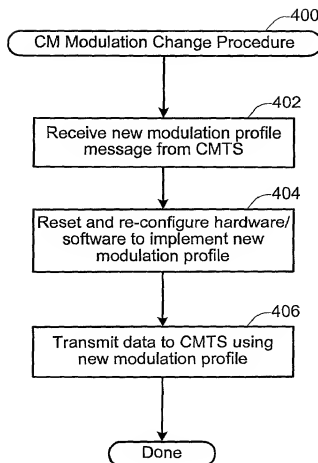 400
CM Modulation Change Procedure
402
Receive new modulation profile
message from CMTS
404
Reset and re-configure hardware/
software to implement new
modulation profile
406
Transmit data to CMTS using
new modulation profile
Done